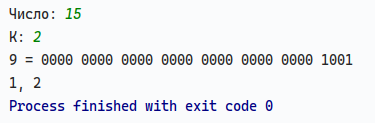 Число: 15
К: 2
9 = 0000 0000 0000 0000 0000 0000 0000 1001
1, 2
Process finished with exit code 0